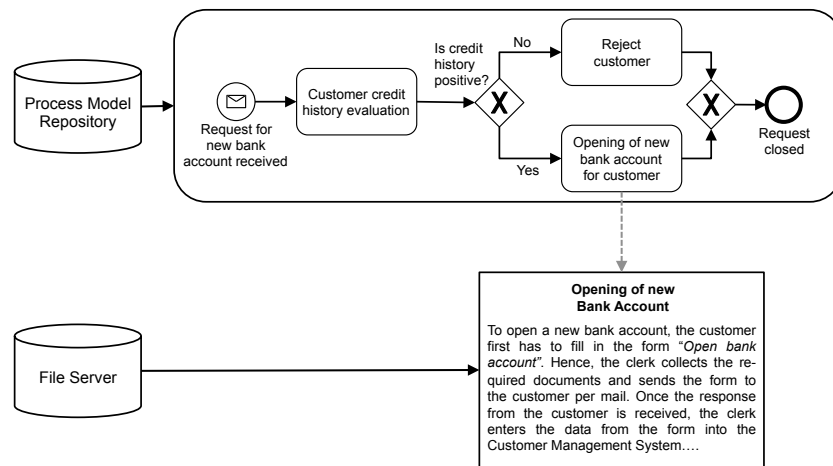 Process Model
Repository
Request for
new bank
account received
Customer credit
history evaluation
Is credit
history
positive?
No
Yes
X
Reject
customer
Opening of new
bank account
for customer
X
Request
closed
File Server
Opening of new
Bank Account
To open a new bank account, the customer
first has to fill in the form “Open bank
account”. Hence, the clerk collects the re-
quired documents and sends the form to
the customer per mail. Once the response
from the customer is received, the clerk
enters the data from the form into the
Customer Management System….